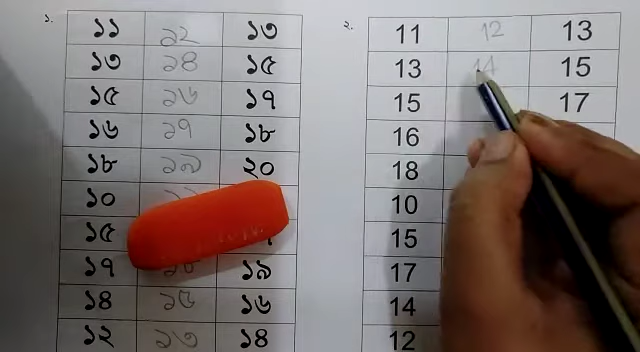 ১.
১১ ১২ ১৩
১৩ ১৪ ১৫
১৫ ১৬ ১৭
১৬ ১৭ ১৮
১৮ ১৯ ২০
১০
১৫
১৭ ১৮ ১৯
১৪ ১৫ ১৬
১২ ১৩ ১৪
২.
11 12 13
13 14 15
15 17
16
18
10
15
17
14
12